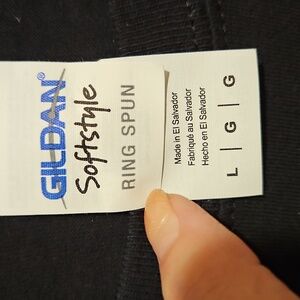 GILDAN®
Softstyle
RING SPUN
Made in El Salvador
Fabriqué au Salvador
Hecho en El Salvador
L | G | G